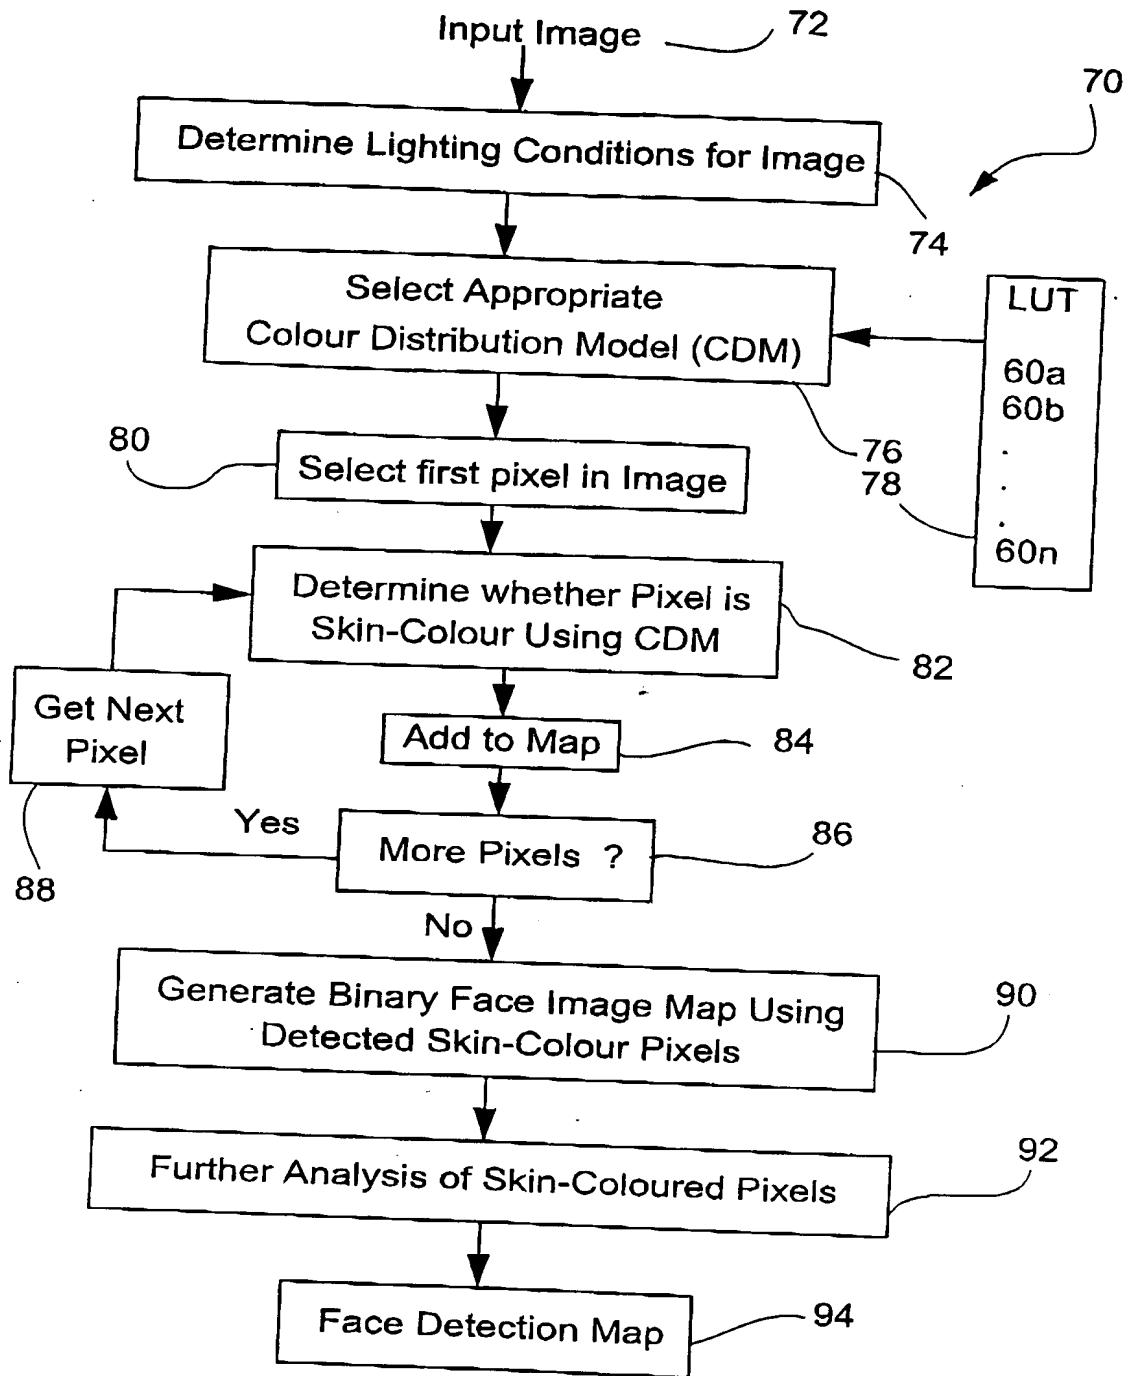 Input Image
72
70
Determine Lighting Conditions for Image
74
Select Appropriate
Colour Distribution Model (CDM)
76
LUT
60a
60b
.
.
.
60n
78
80
Select first pixel in Image
Determine whether Pixel is
Skin-Colour Using CDM
82
Get Next
Pixel
88
Add to Map
84
More Pixels ?
86
Yes
No
Generate Binary Face Image Map Using
Detected Skin-Colour Pixels
90
Further Analysis of Skin-Coloured Pixels
92
Face Detection Map
94